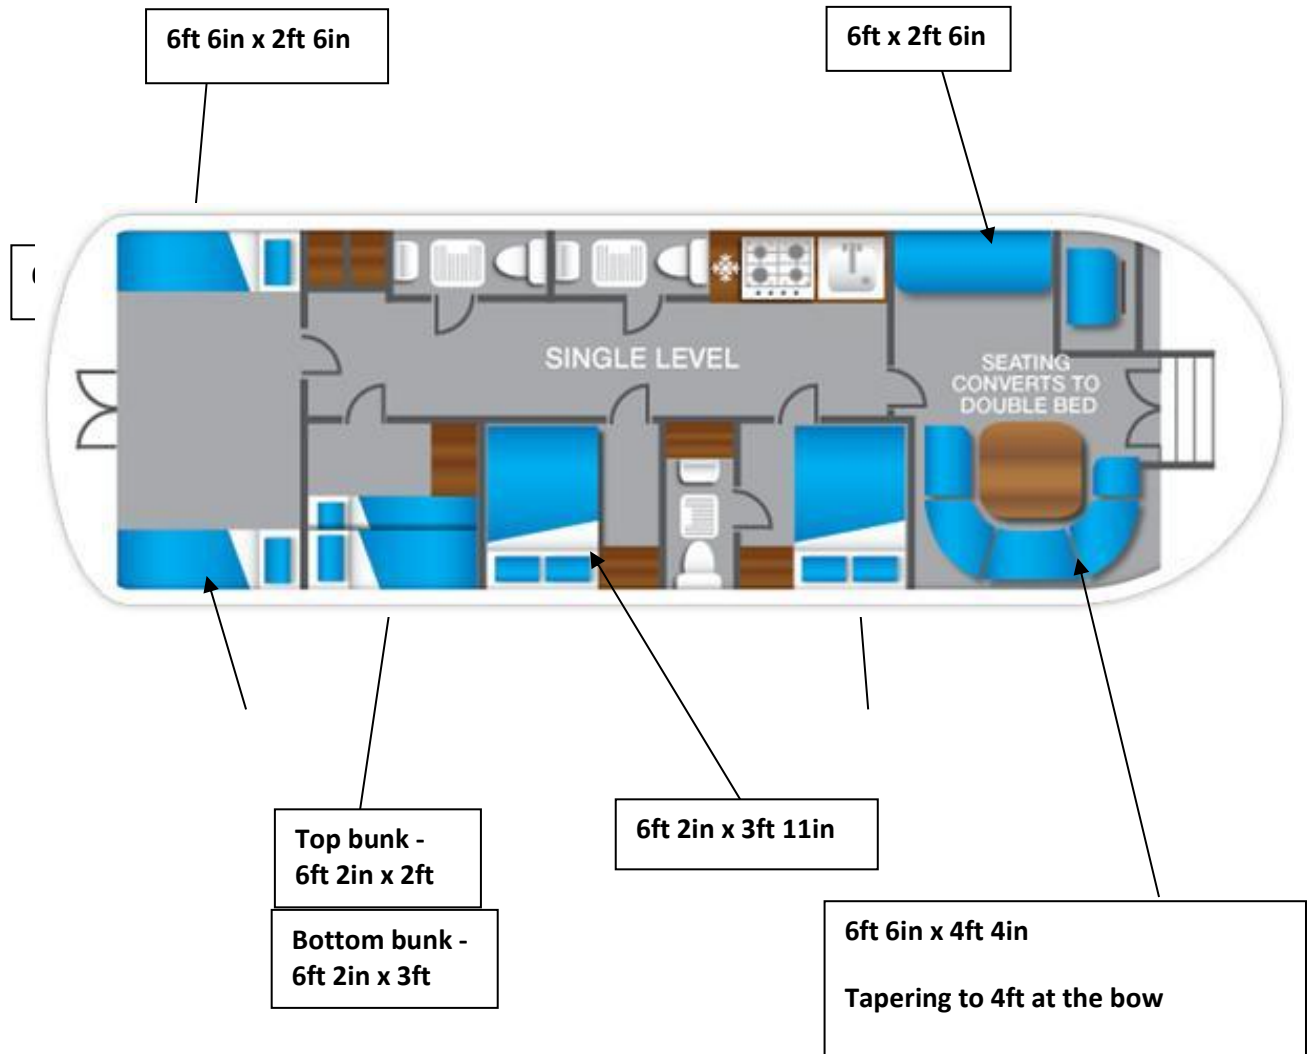 6ft 6in x 2ft 6in
6ft x 2ft 6in
SINGLE LEVEL
SEATING
CONVERTS TO
DOUBLE BED
Top bunk -
6ft 2in x 2ft
Bottom bunk -
6ft 2in x 3ft
6ft 2in x 3ft 11in
6ft 6in x 4ft 4in
Tapering to 4ft at the bow